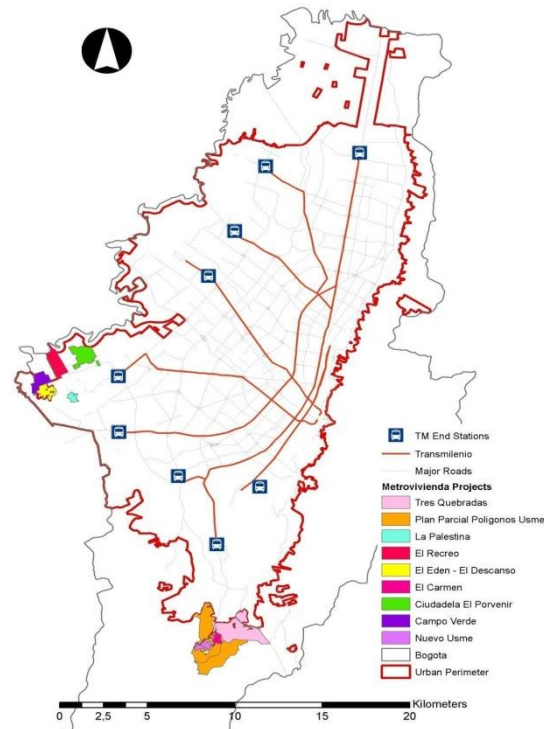 TM End Stations
Transmilenio
Major Roads
Metrovivienda Projects
Tres Quebradas
Plan Parcial Poligonos Usme
La Palestina
El Recreo
El Eden - El Descanso
El Carmen
Ciudadela El Porvenir
Campo Verde
Nuevo Usme
Bogota
Urban Perimeter
Kilometers
0 2,5 5 10 15 20